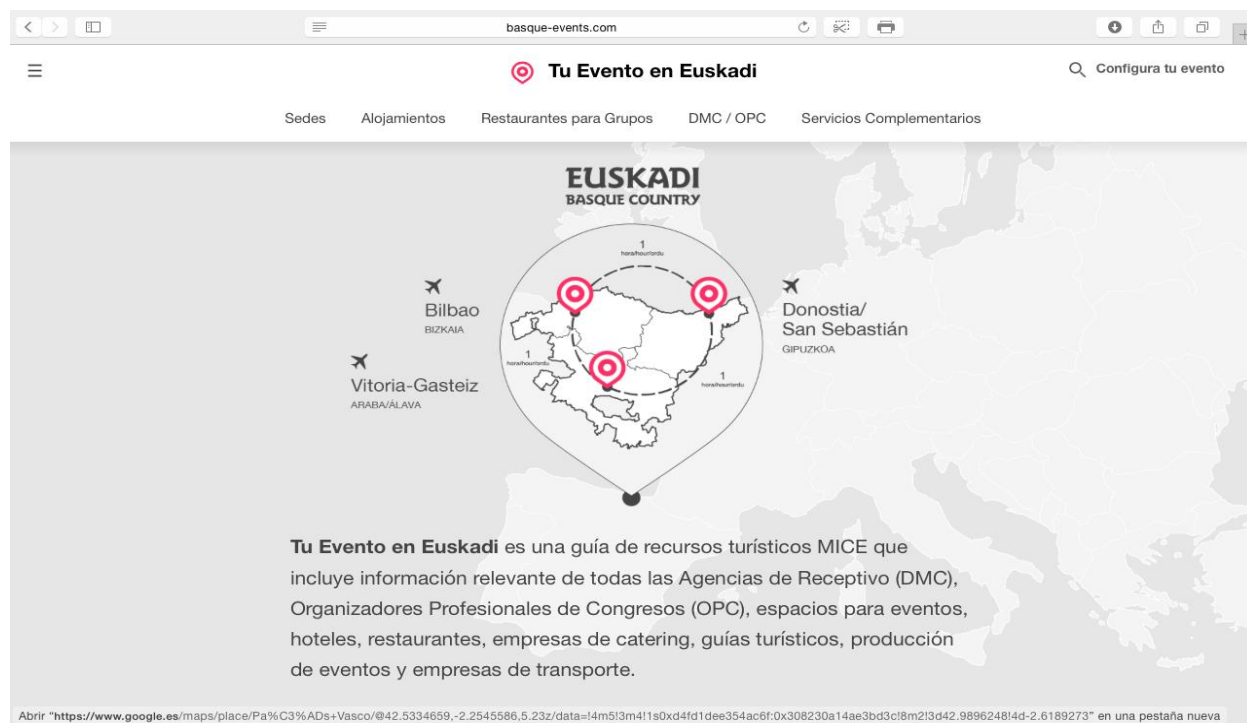 basque-events.com
Tu Evento en Euskadi
Configura tu evento
Sedes Alojamientos Restaurantes para Grupos DMC / OPC Servicios Complementarios
EUSKADI
BASQUE COUNTRY
1
hora/hour/ordu
Bilbao
BIZKAIA
Donostia/
San Sebastián
GIPUZKOA
1
hora/hour/ordu
1
hora/hour/ordu
Vitoria-Gasteiz
ARABA/ÁLAVA
Tu Evento en Euskadi es una guía de recursos turísticos MICE que
incluye información relevante de todas las Agencias de Receptivo (DMC),
Organizadores Profesionales de Congresos (OPC), espacios para eventos,
hoteles, restaurantes, empresas de catering, guías turísticos, producción
de eventos y empresas de transporte.
Abrir "https://www.google.es/maps/place/Pa%C3%ADs+Vasco/@42.5334659,-2.2545586,5.23z/data=!4m5!3m4!1s0xd4fd1dee354ac6f:0x308230a14ae3bd3c!8m2!3d42.9896248!4d-2.6189273" en una pestaña nueva